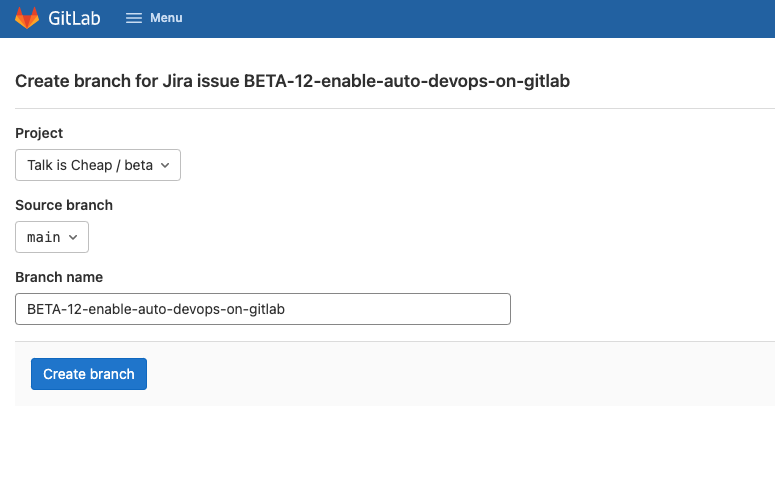 GitLab Menu
Create branch for Jira issue BETA-12-enable-auto-devops-on-gitlab
Project
Talk is Cheap / beta
Source branch
main
Branch name
BETA-12-enable-auto-devops-on-gitlab
Create branch